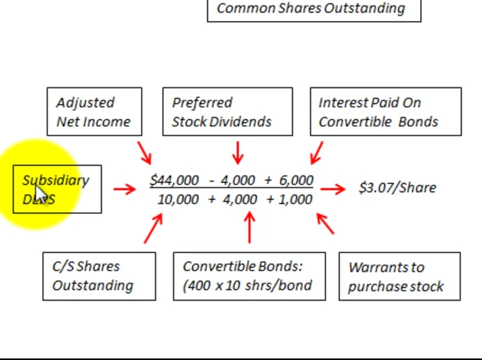 Common Shares Outstanding
Adjusted
Net Income
Preferred
Stock Dividends
Interest Paid On
Convertible Bonds
Subsidiary
DEPS
$44,000 - 4,000 + 6,000
10,000 + 4,000 + 1,000
$3.07/Share
C/S Shares
Outstanding
Convertible Bonds:
(400 x 10 shrs/bond
Warrants to
purchase stock